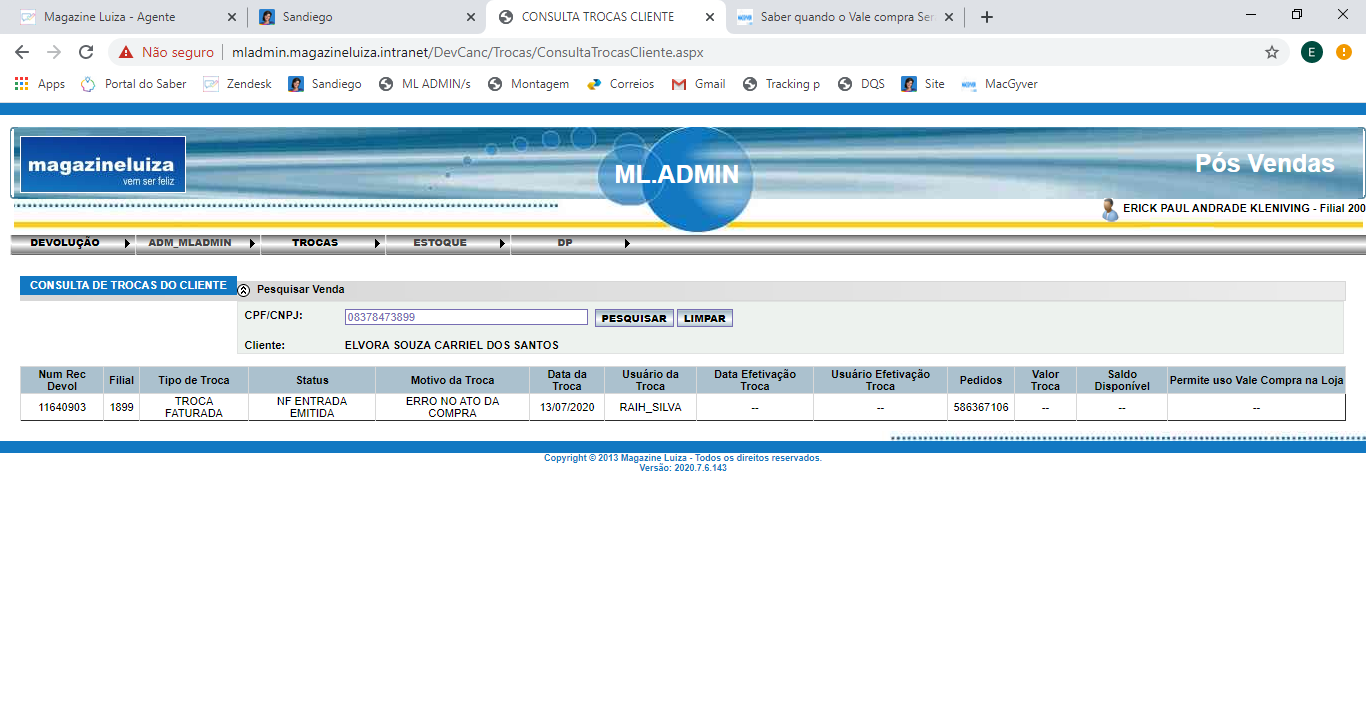 Magazine Luiza - Agente
Sandiego
CONSULTA TROCAS CLIENTE
Saber quando o Vale compra Ser
Não seguro
mladmin.magazineluiza.intranet/DevCanc/Trocas/ConsultaTrocasCliente.aspx
E
Apps
Portal do Saber
Zendesk
Sandiego
ML ADMIN/s
Montagem
Correios
Gmail
Tracking p
DQS
Site
MacGyver
magazineluiza
vem ser feliz
ML.ADMIN
Pós Vendas
ERICK PAUL ANDRADE KLENIVING - Filial 200
DEVOLUÇÃO
ADM_MLADMIN
TROCAS
ESTOQUE
DP
CONSULTA DE TROCAS DO CLIENTE
Pesquisar Venda
CPF/CNPJ:
08378473899
PESQUISAR
LIMPAR
Cliente:
ELVORA SOUZA CARRIEL DOS SANTOS
Num Rec Devol
Filial
Tipo de Troca
Status
Motivo da Troca
Data da Troca
Usuário da Troca
Data Efetivação Troca
Usuário Efetivação Troca
Pedidos
Valor Troca
Saldo Disponível
Permite uso Vale Compra na Loja
11640903
1899
TROCA FATURADA
NF ENTRADA EMITIDA
ERRO NO ATO DA COMPRA
13/07/2020
RAIH_SILVA
--
--
586367106
--
--
--
Copyright © 2013 Magazine Luiza - Todos os direitos reservados.
Versão: 2020.7.6.143